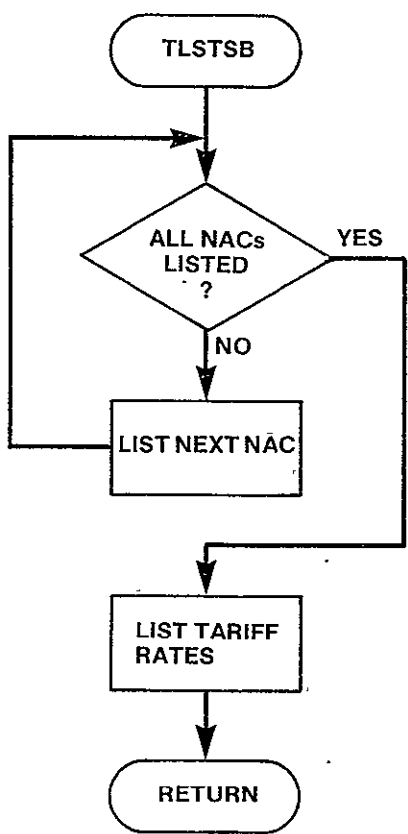 TLSTSB
ALL NACs
LISTED
?
YES
NO
LIST NEXT NAC
LIST TARIFF
RATES
RETURN